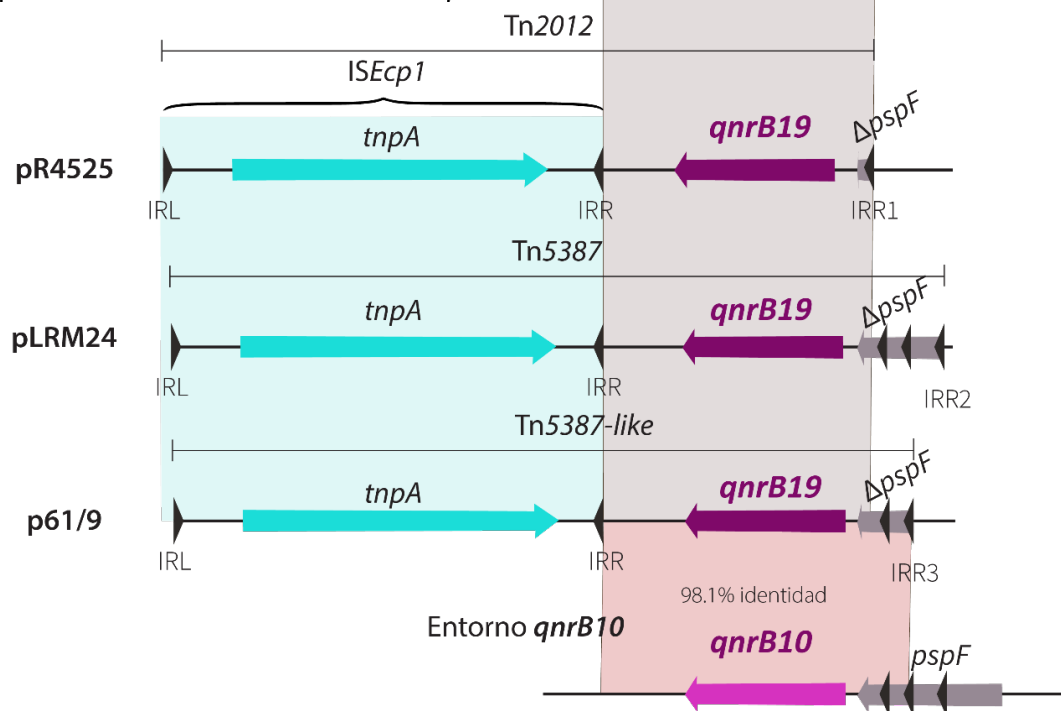 Tn2012
ISEcp1
tnpA
qnrB19
ΔpspF
pR4525
IRL
IRR
IRR1
Tn5387
tnpA
qnrB19
ΔpspF
pLRM24
IRL
IRR
IRR2
Tn5387-like
tnpA
qnrB19
ΔpspF
p61/9
IRL
IRR
IRR3
98.1% identidad
Entorno qnrB10
qnrB10
pspF